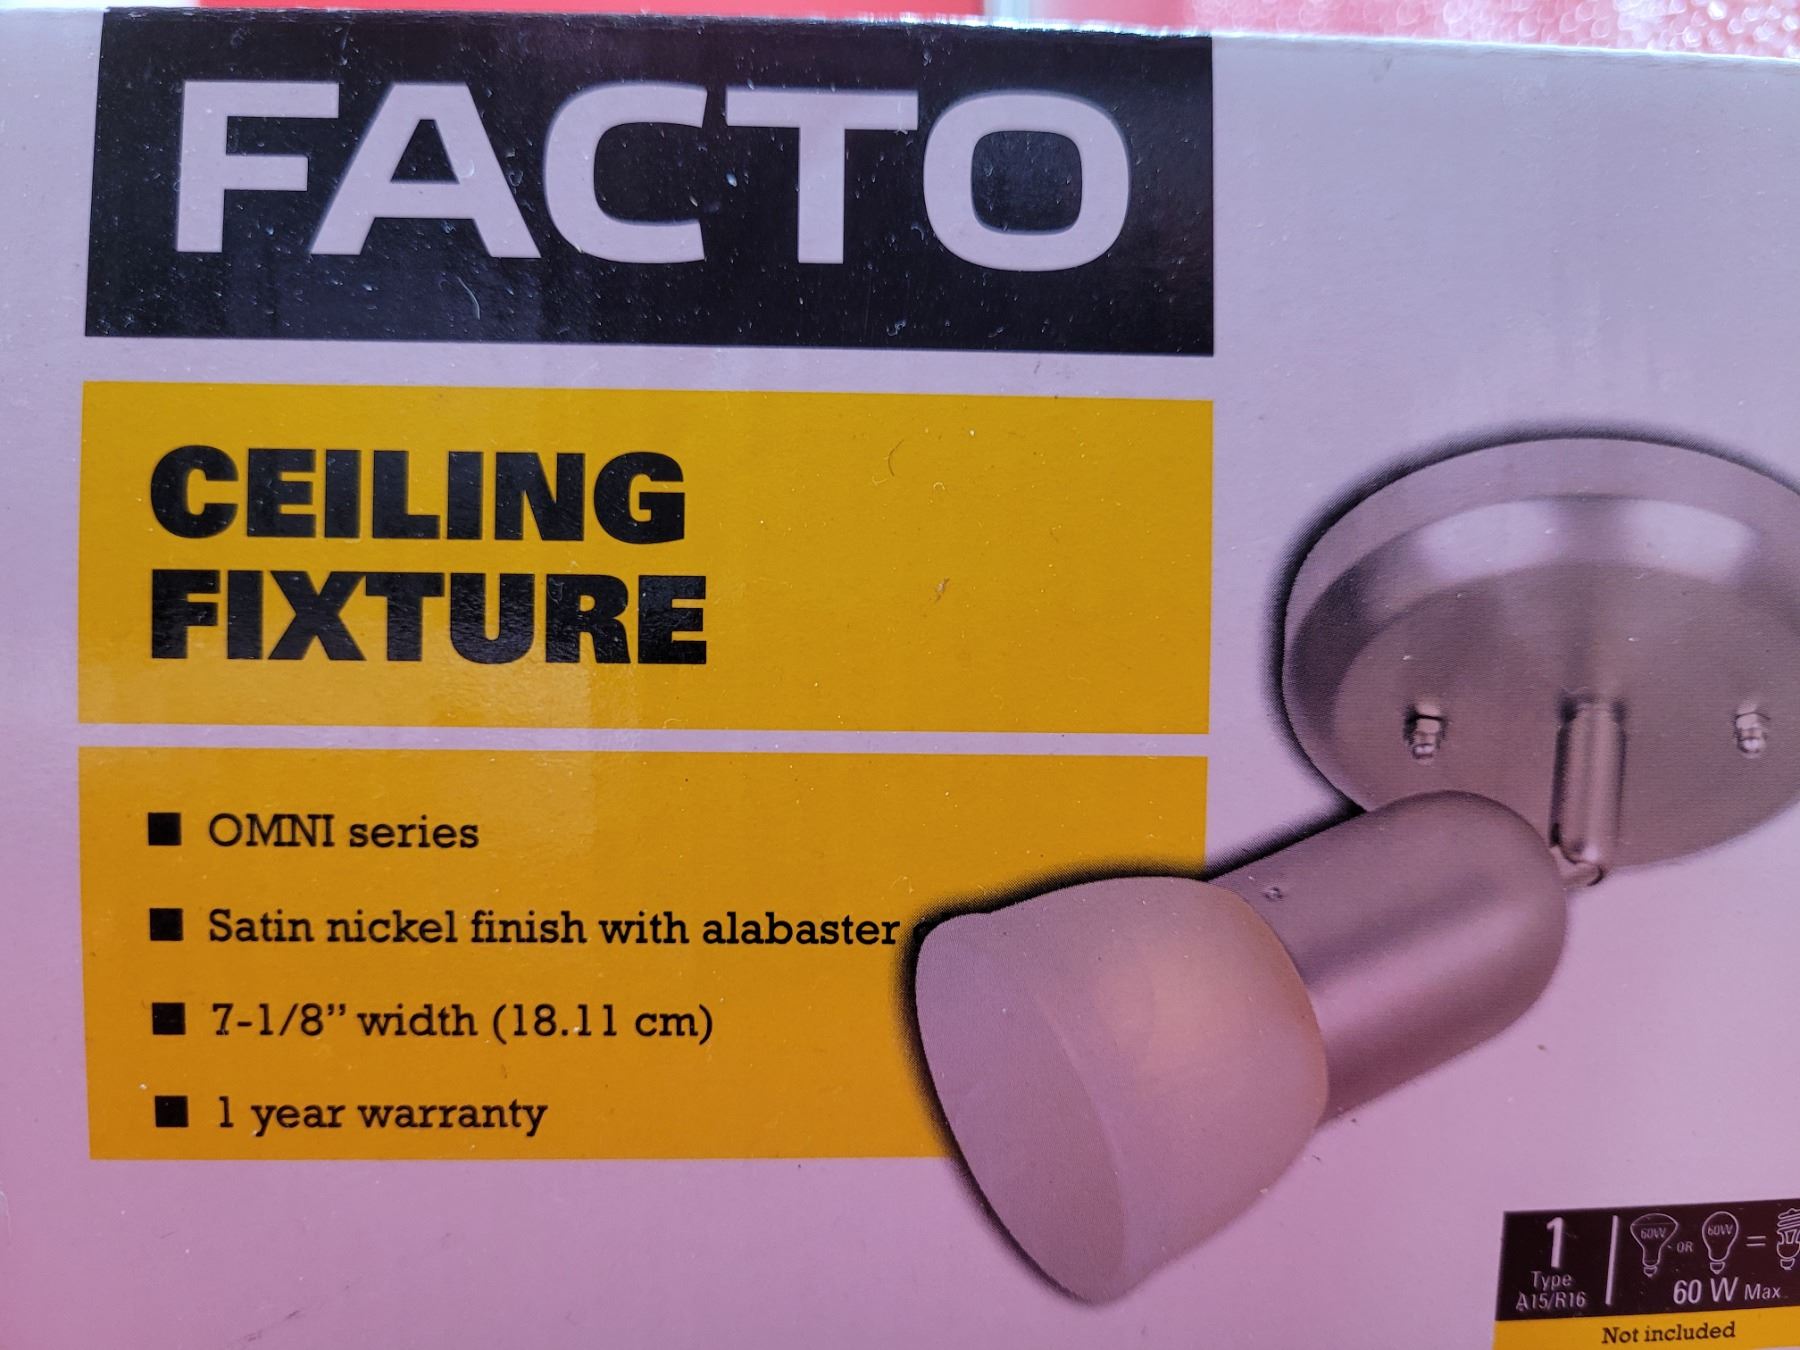 FACTO
CEILING
FIXTURE
■ OMNI series
■ Satin nickel finish with alabaster
■ 7-1/8” width (18.11 cm)
■ 1 year warranty
1
Type
A15/R16
60W OR 60W =
60 W Max.
Not included